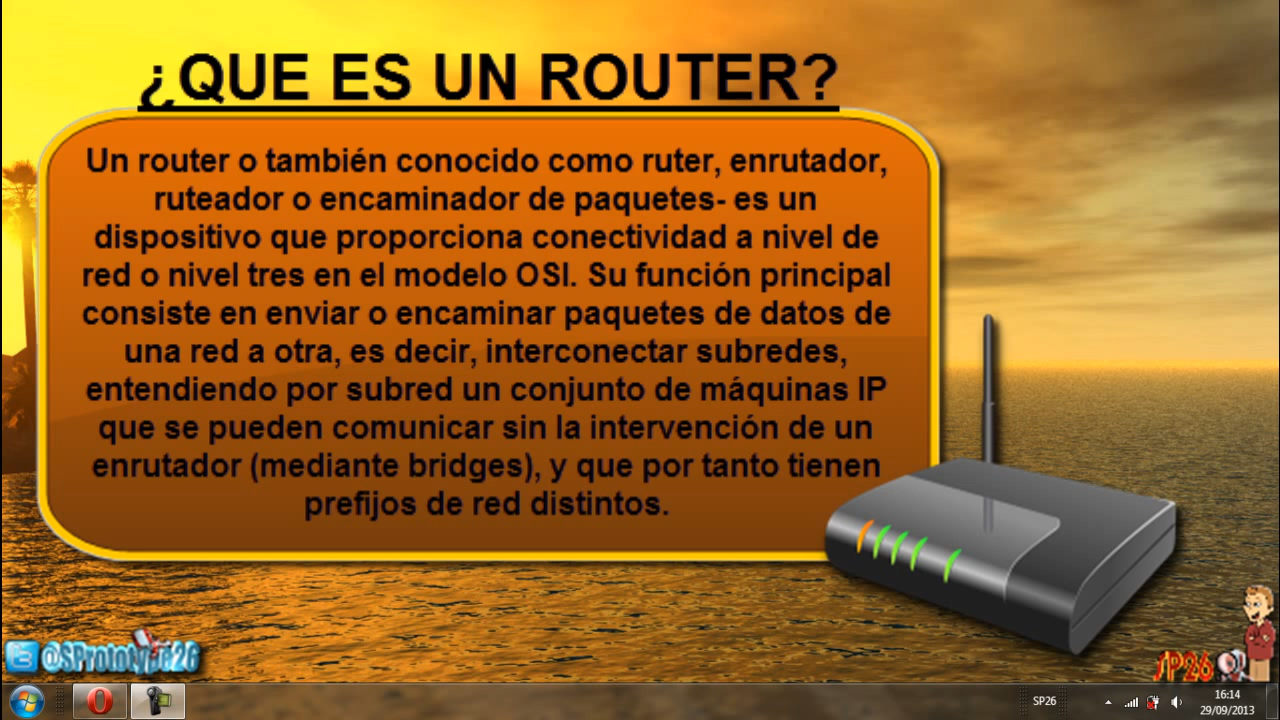 ¿QUE ES UN ROUTER?
Un router o también conocido como ruter, enrutador,
ruteador o encaminador de paquetes- es un
dispositivo que proporciona conectividad a nivel de
red o nivel tres en el modelo OSI. Su función principal
consiste en enviar o encaminar paquetes de datos de
una red a otra, es decir, interconectar subredes,
entendiendo por subred un conjunto de máquinas IP
que se pueden comunicar sin la intervención de un
enrutador (mediante bridges), y que por tanto tienen
prefijos de red distintos.
@SPrototype26
SP26
SP26
16:14
29/09/2013